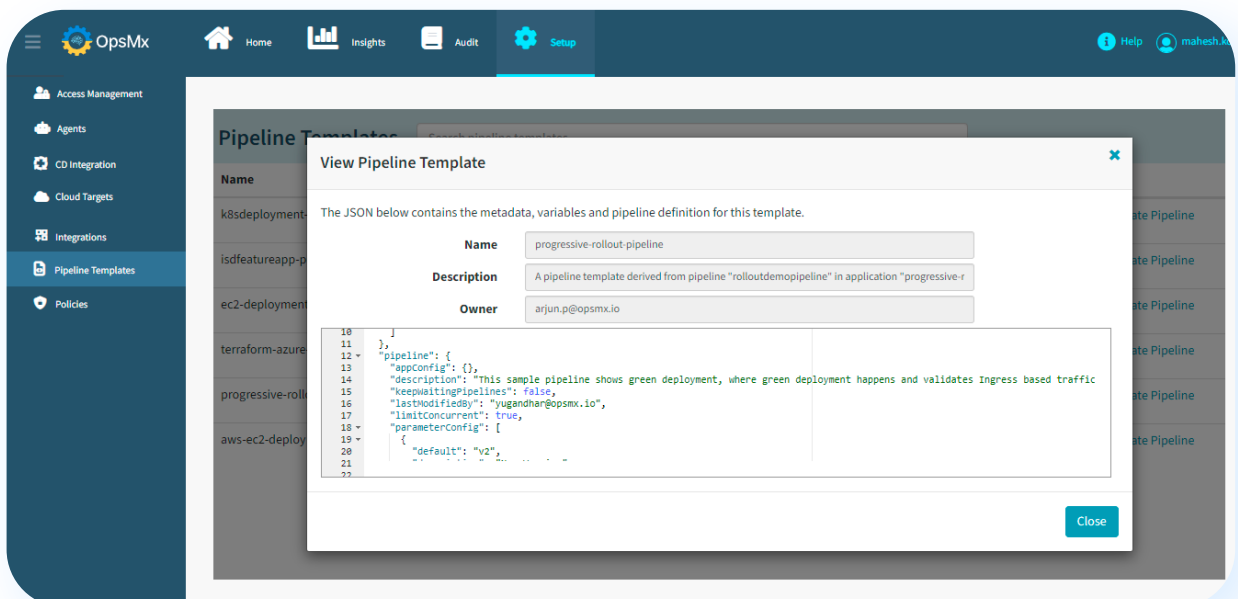 OpsMx
Home
Insights
Audit
Setup
Help
Access Management
Agents
CD Integration
Cloud Targets
Integrations
Pipeline Templates
Policies
Pipeline Templates
Search pipeline templates
Name
k8sdeployment-
ate Pipeline
isdfeatureapp-p
ate Pipeline
ec2-deployment
ate Pipeline
terraform-azure-
ate Pipeline
progressive-roll
ate Pipeline
aws-ec2-deploy
ate Pipeline
View Pipeline Template
The JSON below contains the metadata, variables and pipeline definition for this template.
Name progressive-rollout-pipeline
Description A pipeline template derived from pipeline "rolloutdemopipeline" in application "progressive-r
Owner arjun.p@opsmx.io
10 ]
11 },
12 "pipeline": {
13 "appConfig": {},
14 "description": "This sample pipeline shows green deployment, where green deployment happens and validates Ingress based traffic
15 "keepWaitingPipelines": false,
16 "lastModifiedBy": "yugandhar@opsmx.io",
17 "limitConcurrent": true,
18 "parameterConfig": [
19 {
20 "default": "v2",
21
22
Close